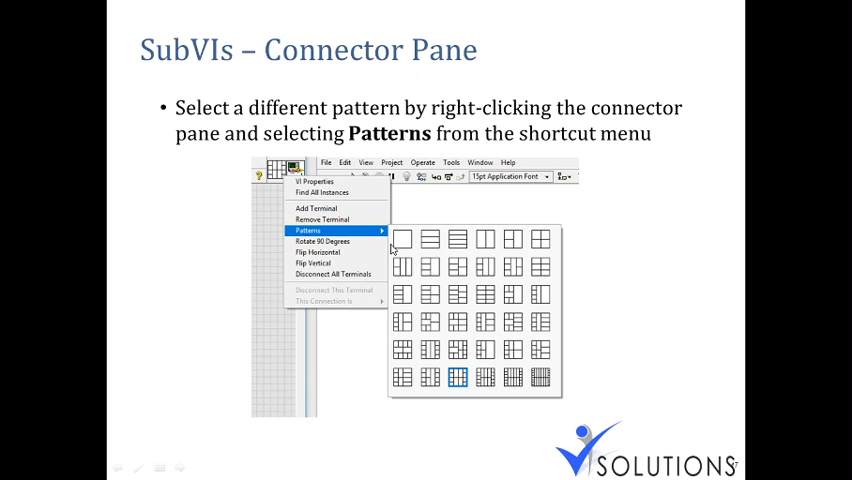 SubVIs – Connector Pane
• Select a different pattern by right-clicking the connector
pane and selecting Patterns from the shortcut menu
File Edit View Project Operate Tools Window Help
15pt Application Font
VI Properties
Find All Instances
Add Terminal
Remove Terminal
Patterns
Rotate 90 Degrees
Flip Horizontal
Flip Vertical
Disconnect All Terminals
Disconnect This Terminal
This Connection Is
SOLUTIONS